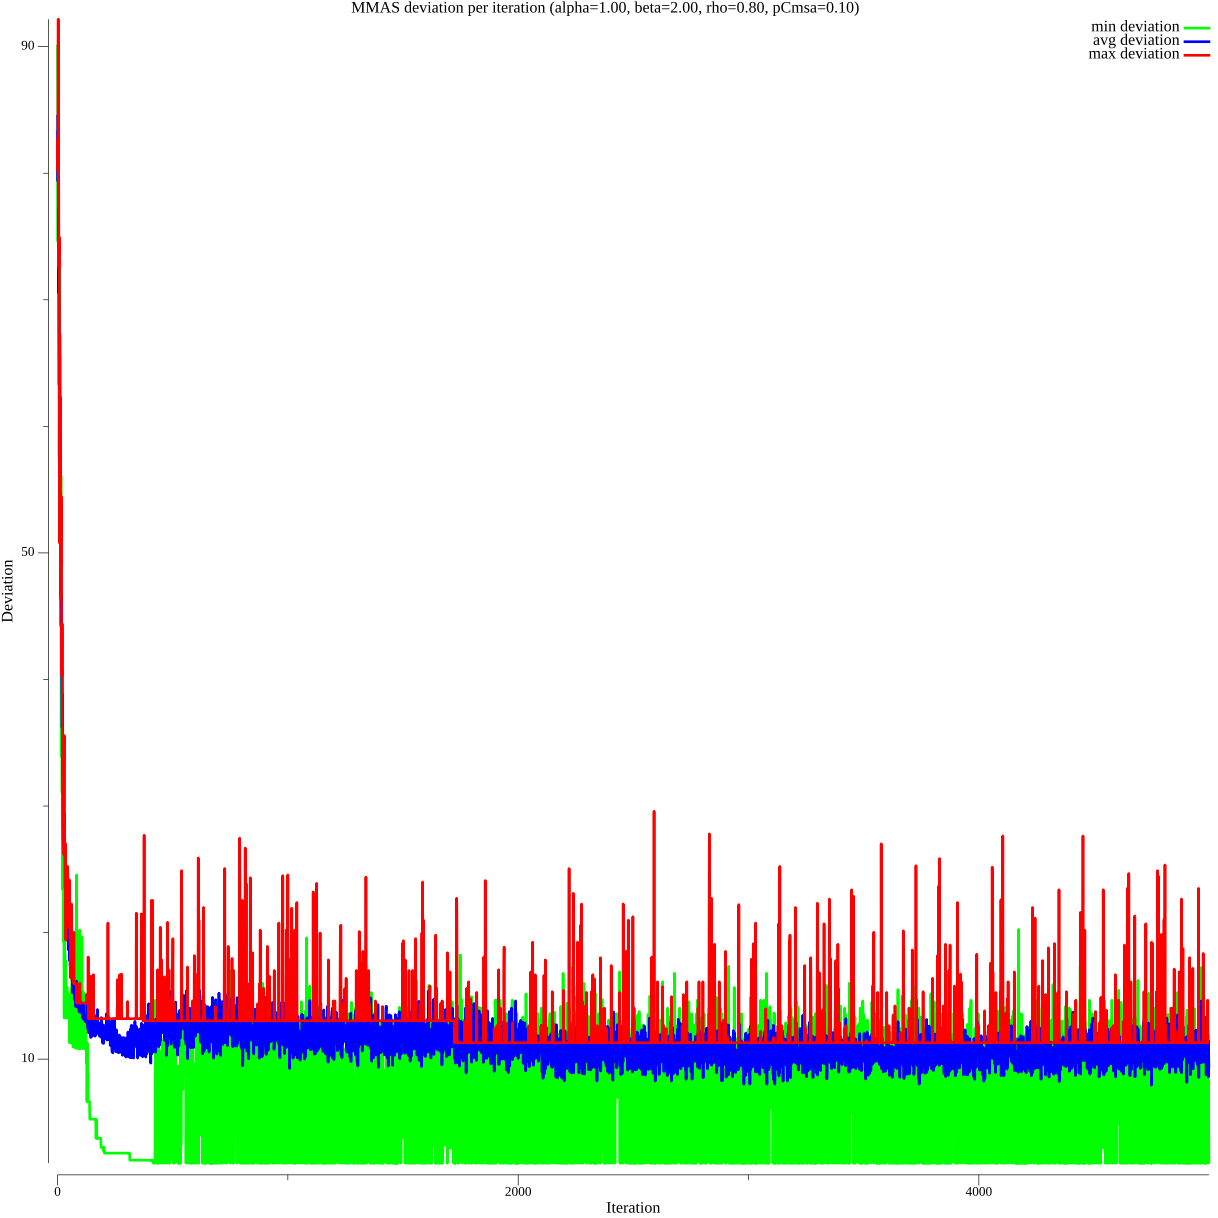 MMAS deviation per iteration (alpha=1.00, beta=2.00, rho=0.80, pCmsa=0.10)
min deviation
avg deviation
max deviation
90
50
10
Deviation
0
2000
4000
Iteration